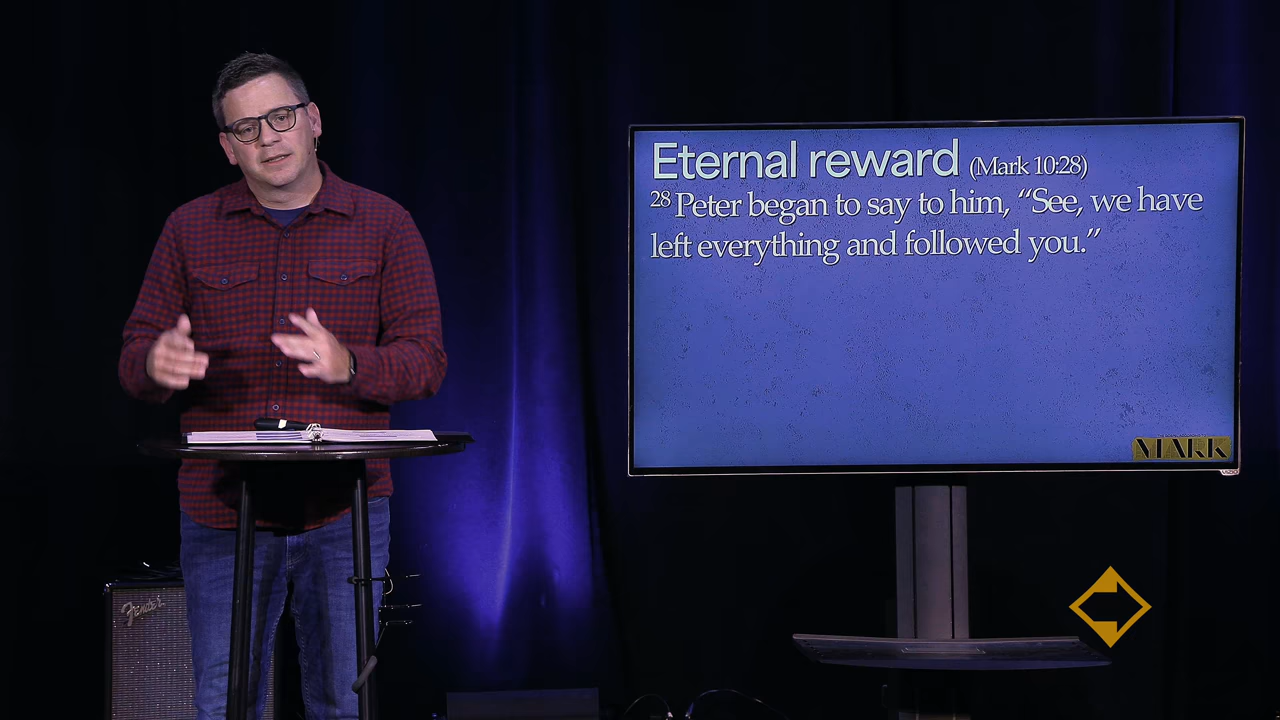 Eternal reward (Mark 10:28)
28 Peter began to say to him, “See, we have
left everything and followed you.”
MARK
Fender